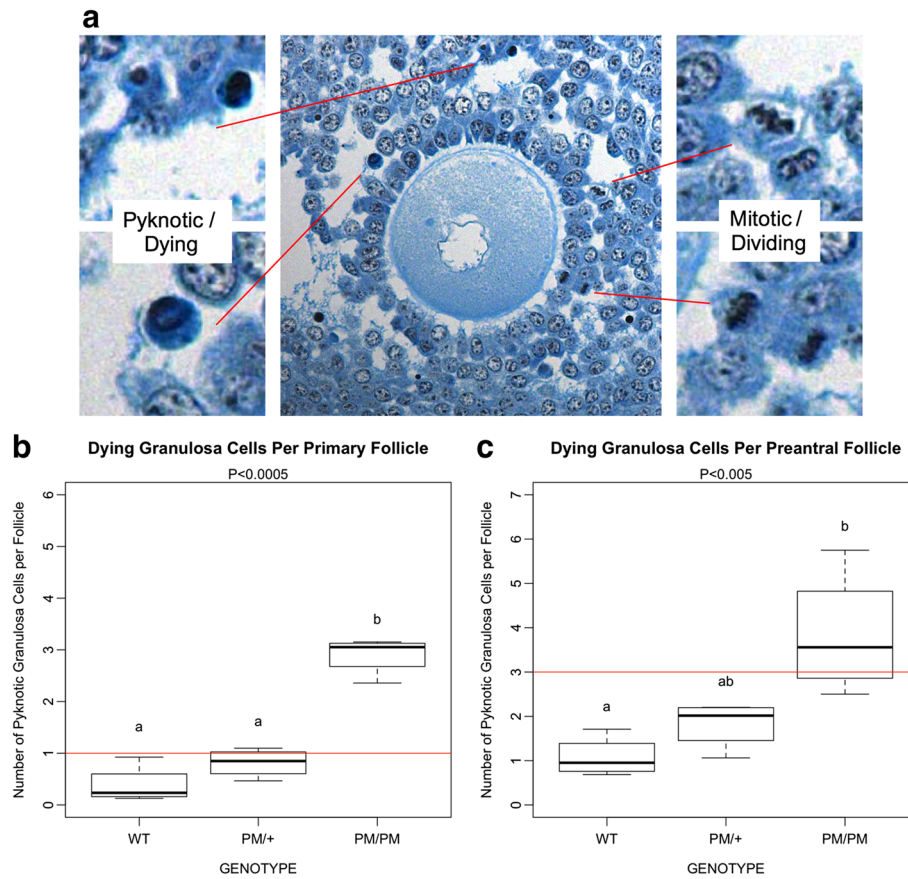 a
Pyknotic /
Dying
Mitotic /
Dividing
b
Dying Granulosa Cells Per Primary Follicle
P<0.0005
Number of Pyknotic Granulosa Cells per Follicle
6
5
4
3
2
1
0
a
a
b
WT
PM/+
PM/PM
GENOTYPE
c
Dying Granulosa Cells Per Preantral Follicle
P<0.005
Number of Pyknotic Granulosa Cells per Follicle
7
6
5
4
3
2
1
0
a
ab
b
WT
PM/+
PM/PM
GENOTYPE